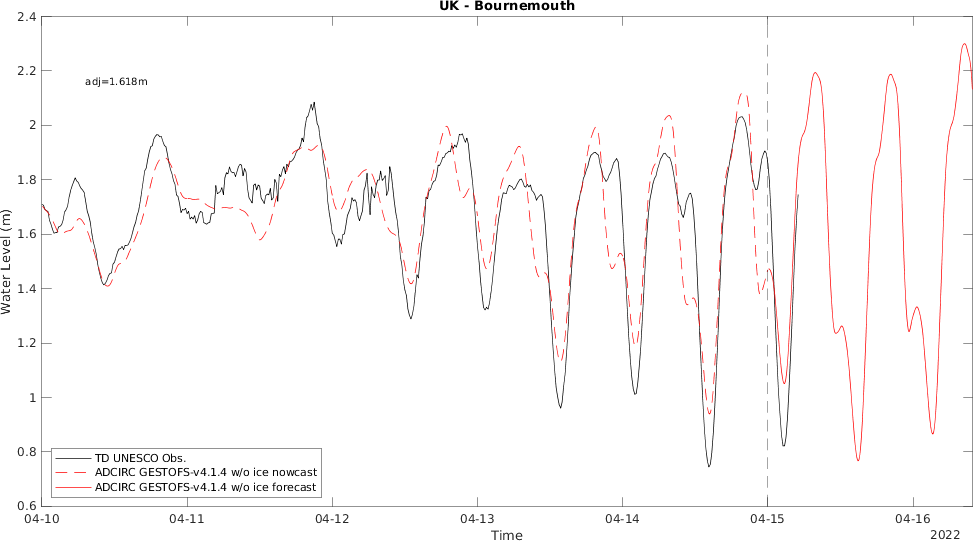 UK - Bournemouth
adj=1.618m
Water Level (m)
2.4
2.2
2
1.8
1.6
1.4
1.2
1
0.8
0.6
TD UNESCO Obs.
ADCIRC GESTOFS-v4.1.4 w/o ice nowcast
ADCIRC GESTOFS-v4.1.4 w/o ice forecast
04-10 04-11 04-12 04-13 04-14 04-15 04-16
Time
2022